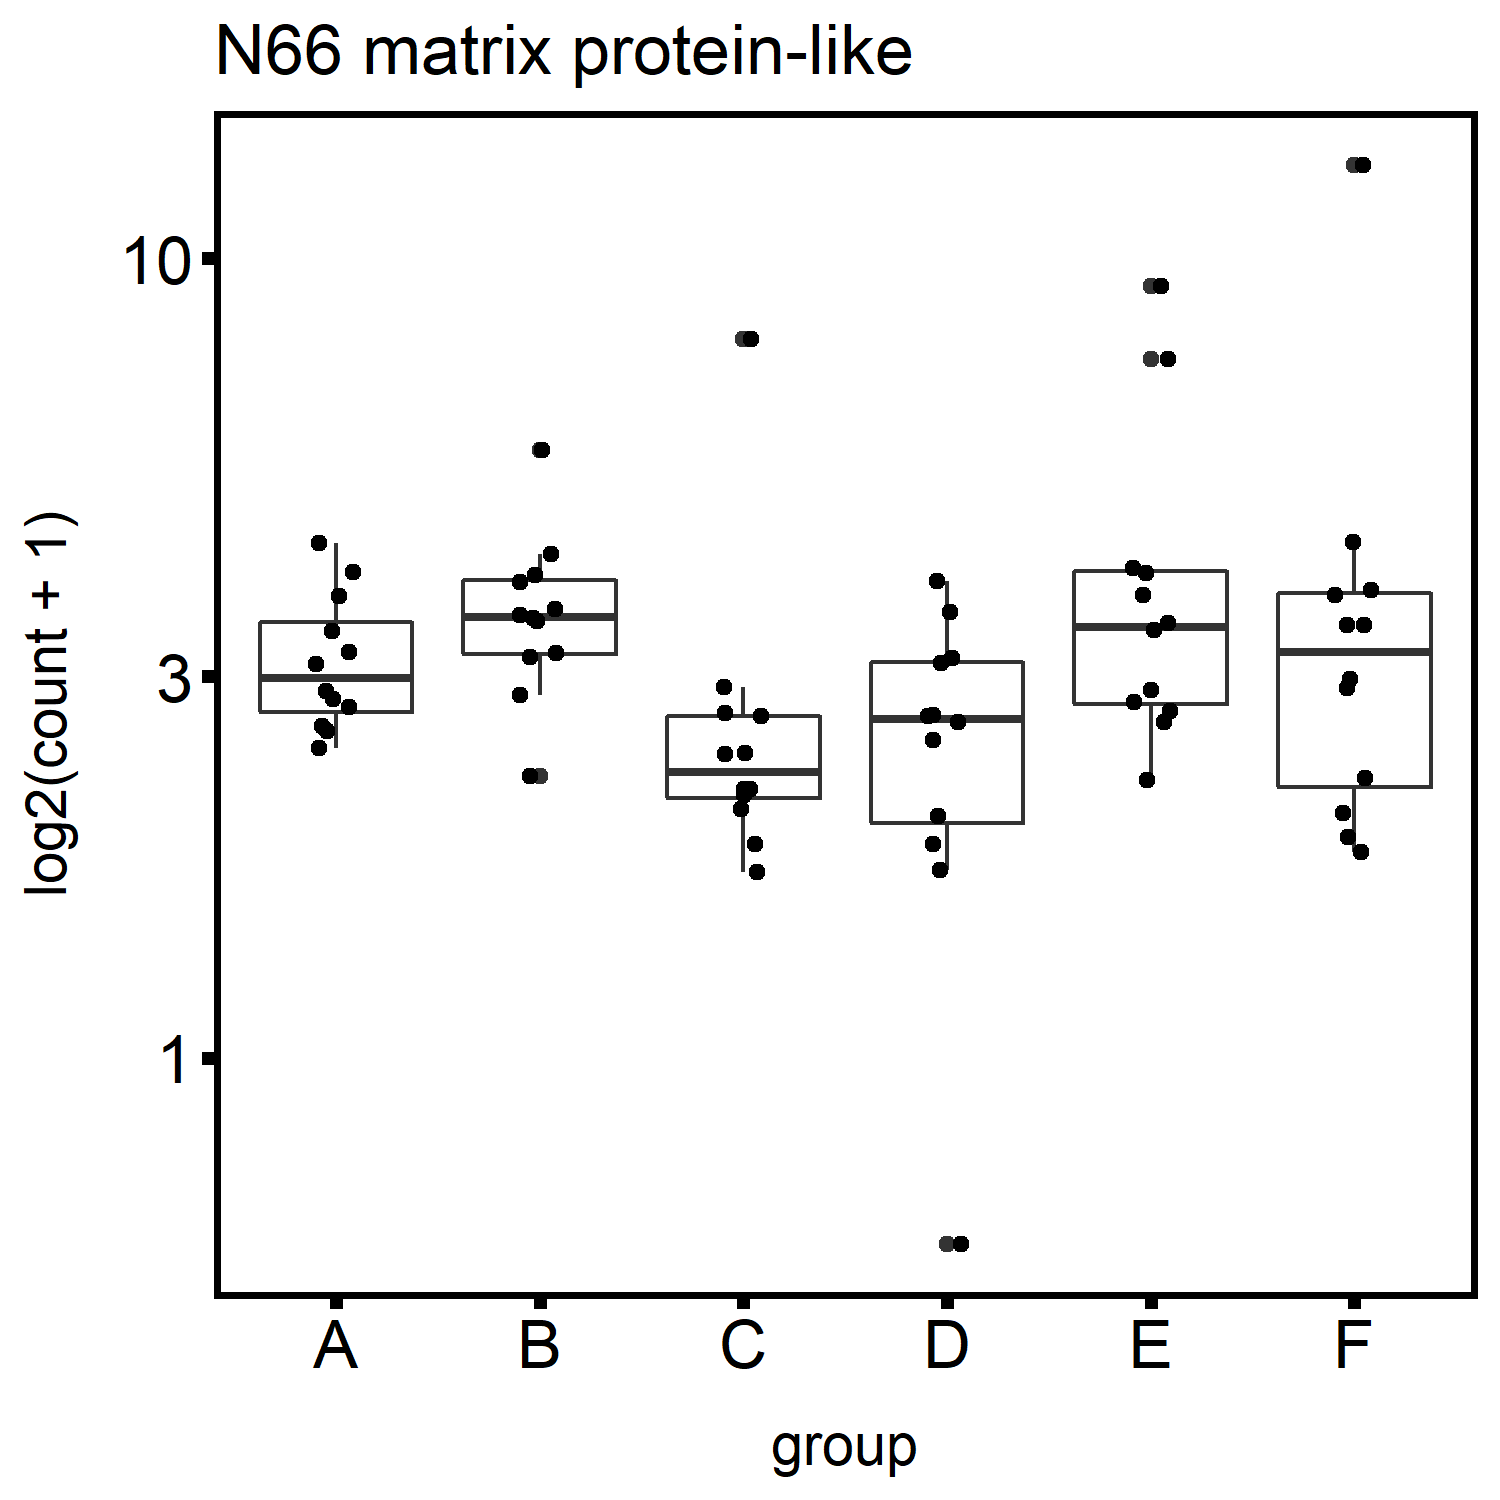 N66 matrix protein-like
log2(count + 1)
10
3
1
A B C D E F
group